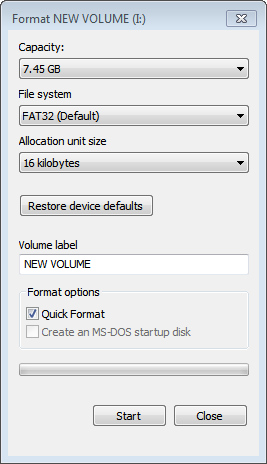 Format NEW VOLUME (I:)
Capacity:
7.45 GB
File system
FAT32 (Default)
Allocation unit size
16 kilobytes
Restore device defaults
Volume label
NEW VOLUME
Format options
Quick Format
Create an MS-DOS startup disk
Start Close